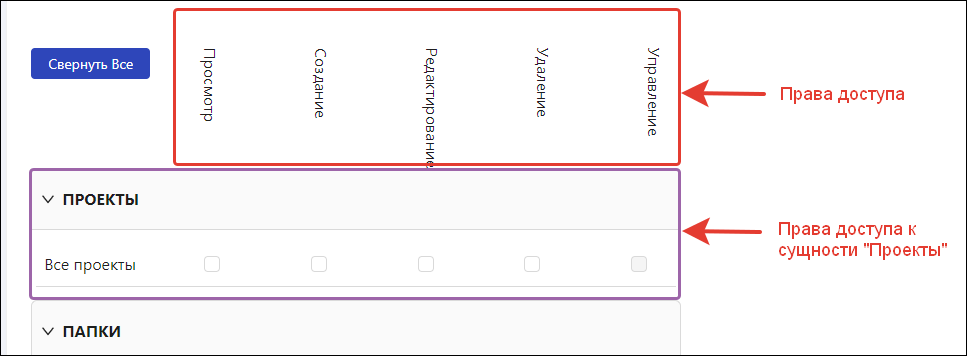 Свернуть Все
Просмотр
Создание
Редактирование
Удаление
Управление
Права доступа
ПРОЕКТЫ
Права доступа к
сущности "Проекты"
Все проекты
ПАПКИ